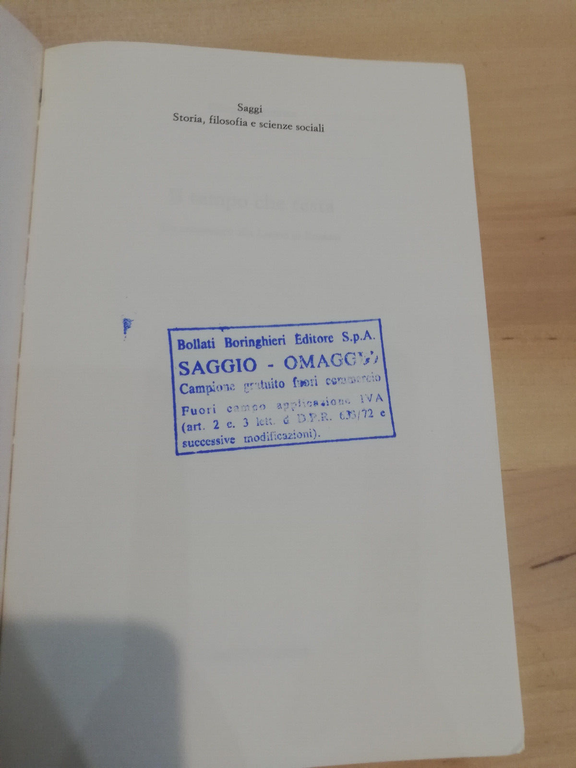 Saggi
Storia, filosofia e scienze sociali
Bollati Boringhieri Editore S.p.A.
SAGGIO - OMAGGIO
Campione gratuito fuori commercio
Fuori campo applicazione IVA
(art. 2 c. 3 lett. d D.P.R. 633/72 e
successive modificazioni).